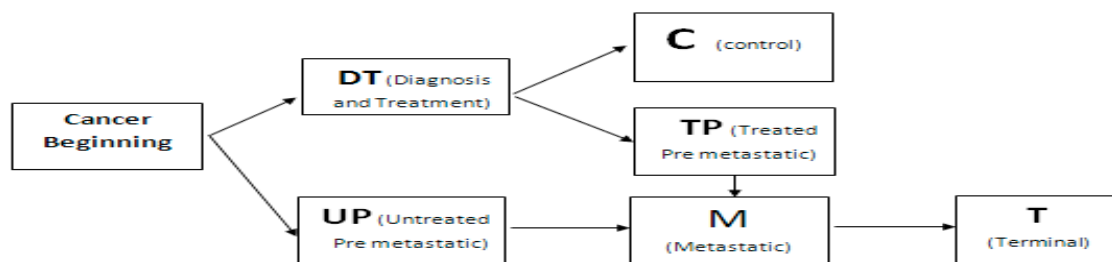 Cancer
Beginning
DT (Diagnosis
and Treatment)
C (control)
TP (Treated
Pre metastatic)
UP (Untreated
Pre metastatic)
M
(Metastatic)
T
(Terminal)